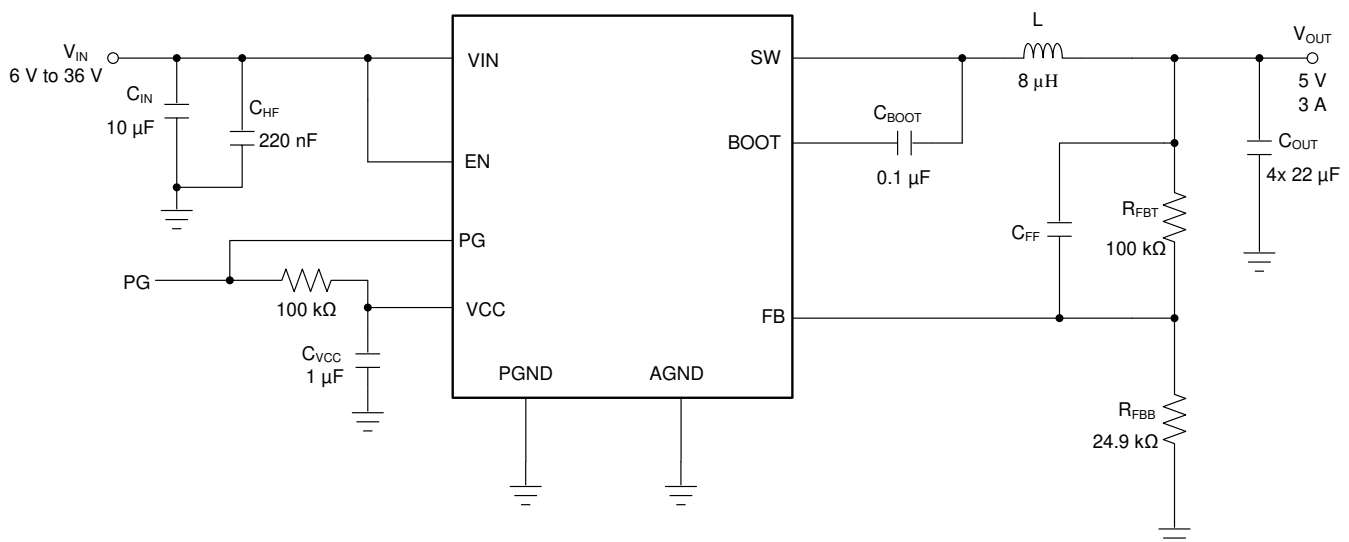 V_IN
6 V to 36 V
C_IN
10 µF
C_HF
220 nF
VIN
EN
PG
VCC
PG
100 kΩ
C_VCC
1 µF
PGND
AGND
SW
BOOT
FB
C_BOOT
0.1 µF
L
8 µH
V_OUT
5 V
3 A
C_OUT
4x 22 µF
C_FF
R_FBT
100 kΩ
R_FBB
24.9 kΩ